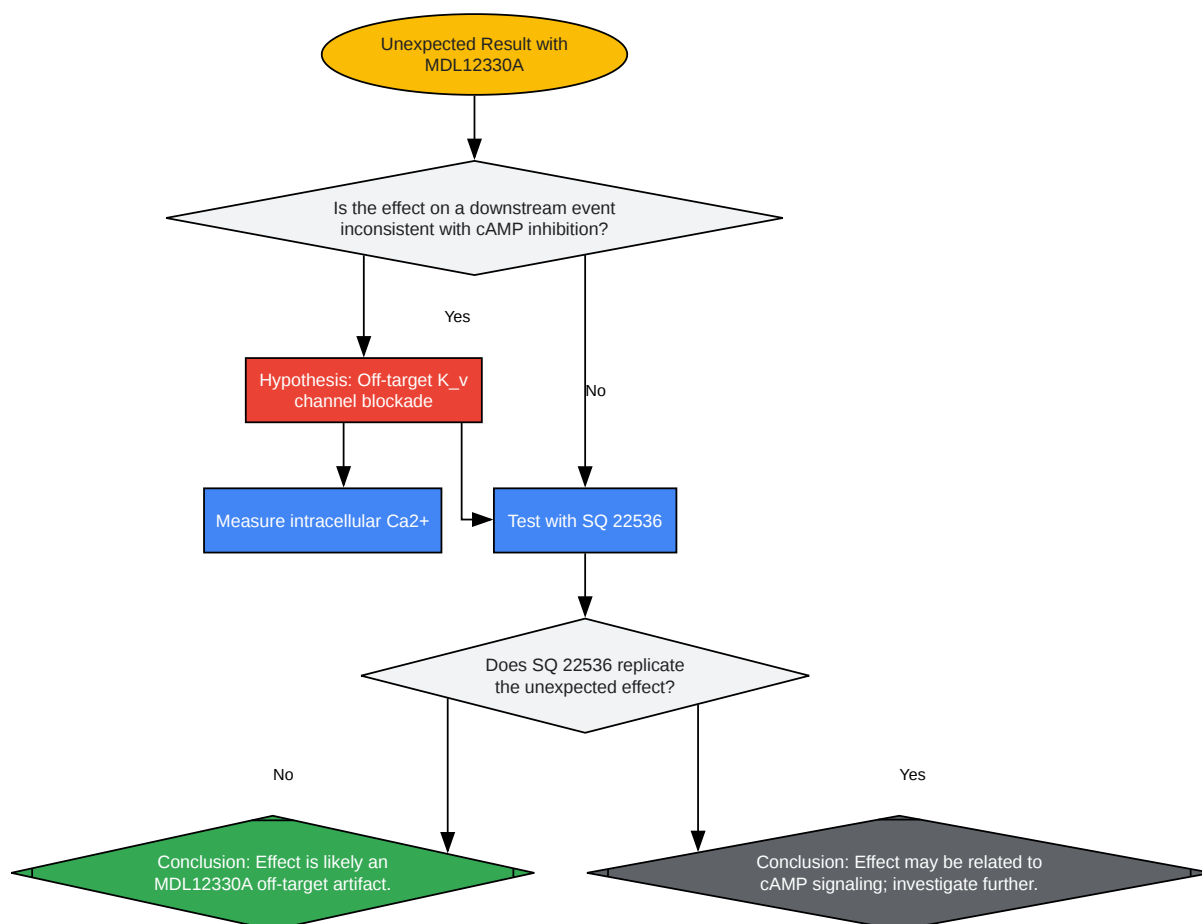 Unexpected Result with
MDL12330A
Is the effect on a downstream event
inconsistent with cAMP inhibition?
Yes
Hypothesis: Off-target K_v
channel blockade
No
Measure intracellular Ca2+
Test with SQ 22536
Does SQ 22536 replicate
the unexpected effect?
No
Yes
Conclusion: Effect is likely an
MDL12330A off-target artifact.
Conclusion: Effect may be related to
cAMP signaling; investigate further.